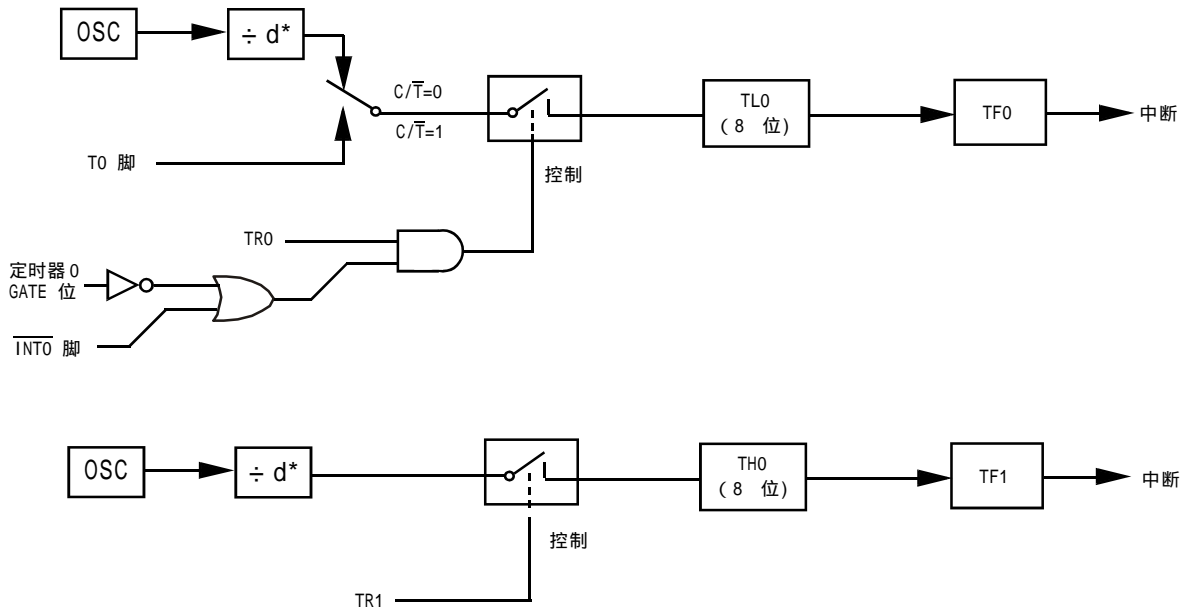 OSC
÷ d*
C/T̅=0
C/T̅=1
T0 脚
控制
TL0
(8 位)
TF0
中断
TR0
定时器0
GATE 位
I̅N̅T̅0̅ 脚
OSC
÷ d*
控制
TR1
TH0
(8 位)
TF1
中断